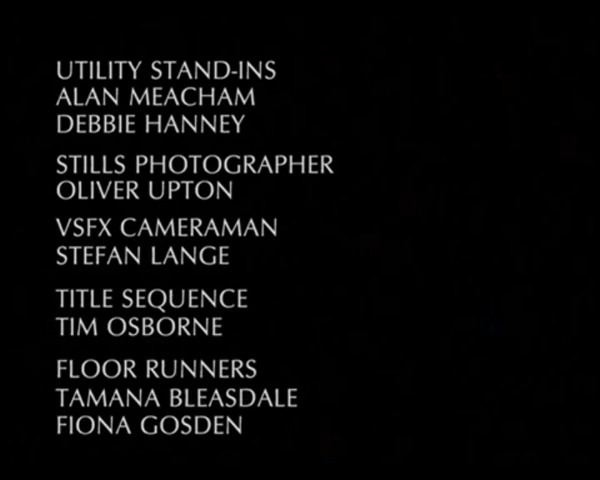 UTILITY STAND-INS
ALAN MEACHAM
DEBBIE HANNEY
STILLS PHOTOGRAPHER
OLIVER UPTON
VSFX CAMERAMAN
STEFAN LANGE
TITLE SEQUENCE
TIM OSBORNE
FLOOR RUNNERS
TAMANA BLEASDALE
FIONA GOSDEN